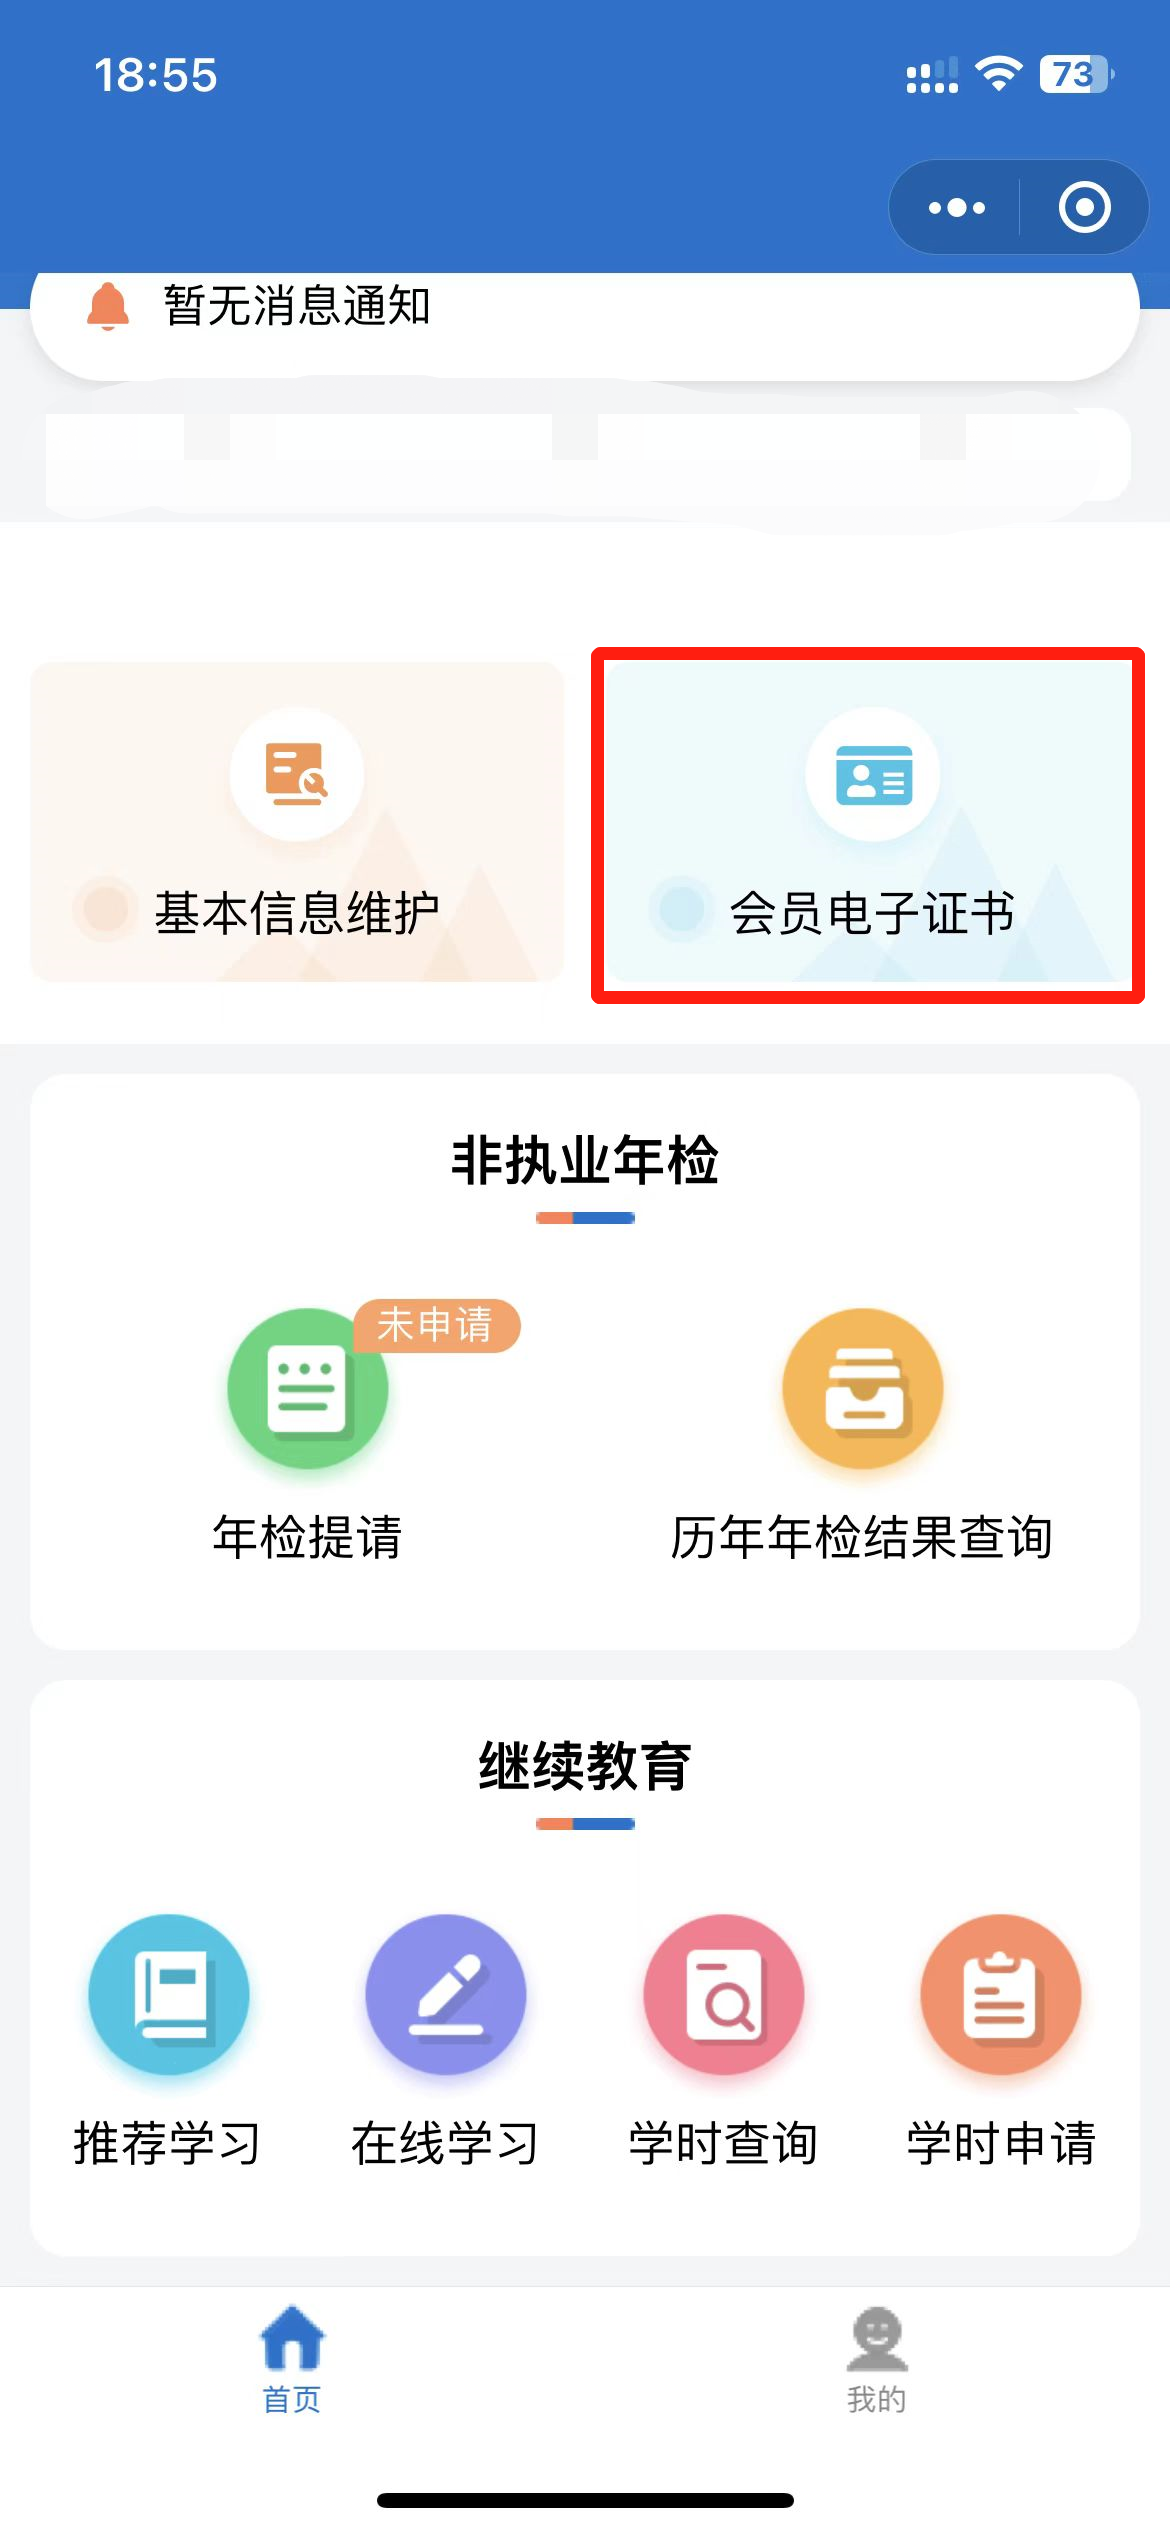 18:55
73
暂无消息通知
基本信息维护
会员电子证书
非执业年检
未申请
年检提请
历年年检结果查询
继续教育
推荐学习
在线学习
学时查询
学时申请
首页
我的